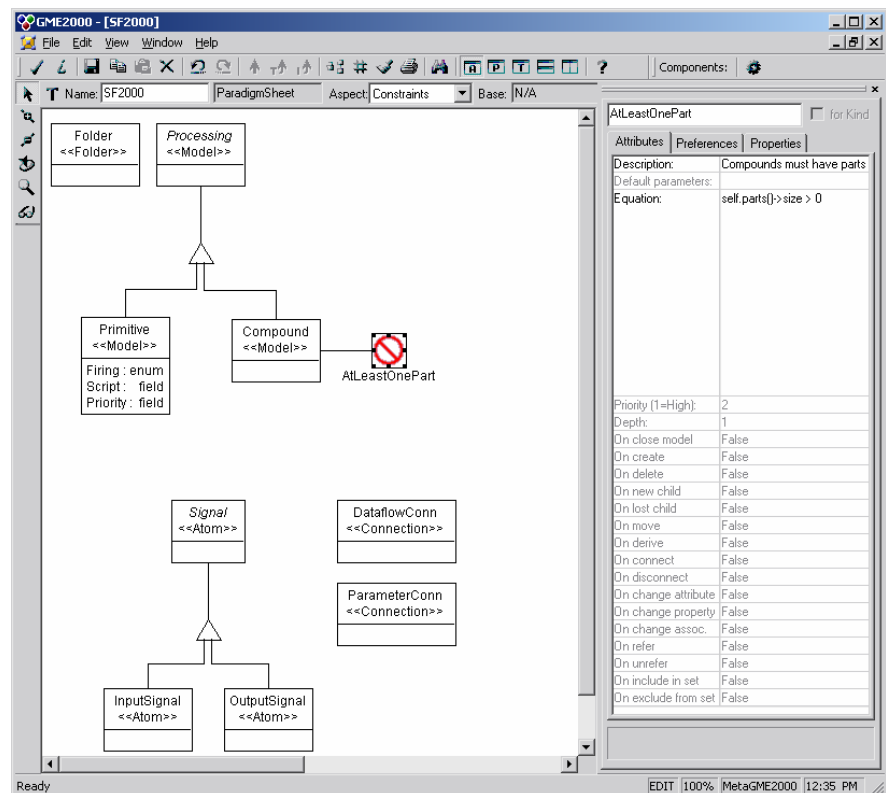 GME2000 - [SF2000]
File Edit View Window Help
Components:
Name: SF2000 ParadigmSheet Aspect: Constraints Base: N/A
Folder
<<Folder>>
Processing
<<Model>>
Primitive
<<Model>>
Firing : enum
Script : field
Priority : field
Compound
<<Model>>
AtLeastOnePart
Signal
<<Atom>>
DataflowConn
<<Connection>>
ParameterConn
<<Connection>>
InputSignal
<<Atom>>
OutputSignal
<<Atom>>
AtLeastOnePart for Kind
Attributes Preferences Properties
Description: Compounds must have parts
Default parameters:
Equation: self.parts()->size > 0
Priority (1=High): 2
Depth: 1
On close model False
On create False
On delete False
On new child False
On lost child False
On move False
On derive False
On connect False
On disconnect False
On change attribute False
On change property False
On change assoc. False
On refer False
On unrefer False
On include in set False
On exclude from set False
Ready EDIT 100% MetaGME2000 12:35 PM